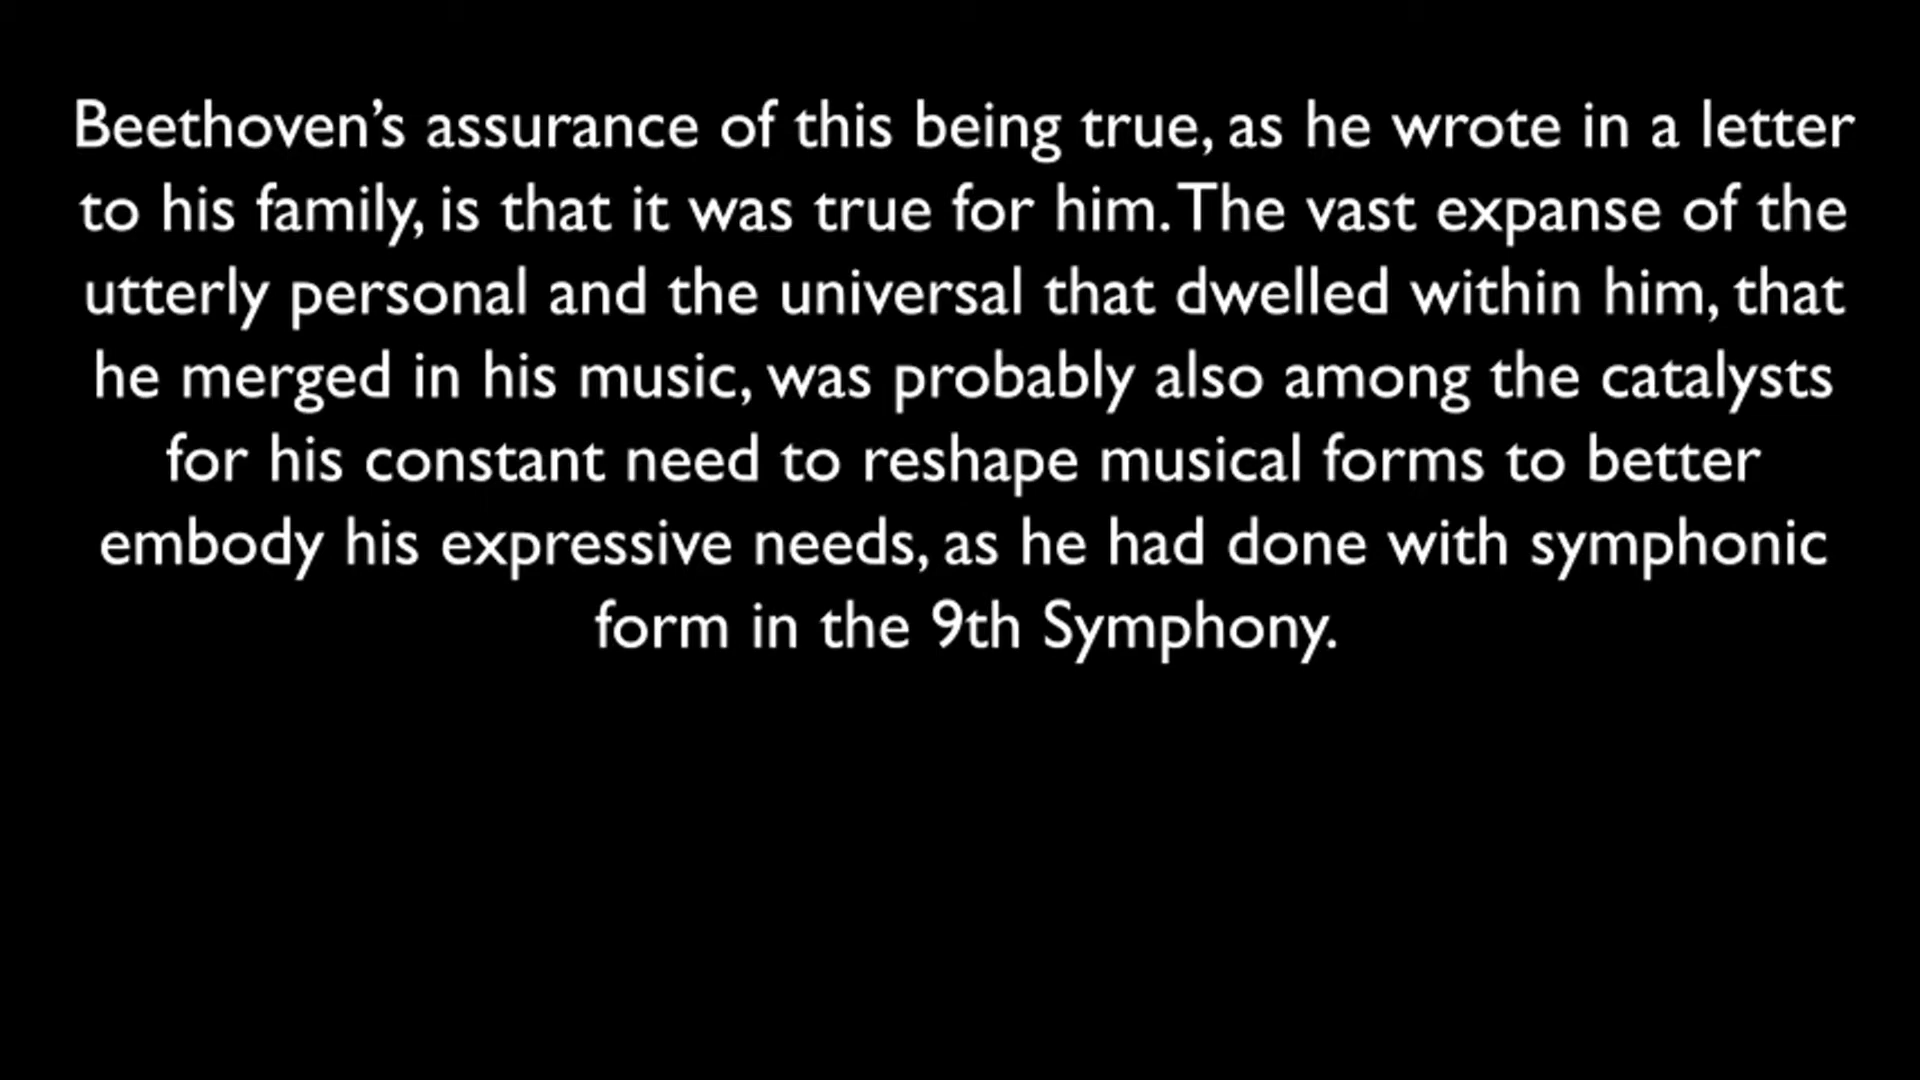 Beethoven’s assurance of this being true, as he wrote in a letter
to his family, is that it was true for him. The vast expanse of the
utterly personal and the universal that dwelled within him, that
he merged in his music, was probably also among the catalysts
for his constant need to reshape musical forms to better
embody his expressive needs, as he had done with symphonic
form in the 9th Symphony.